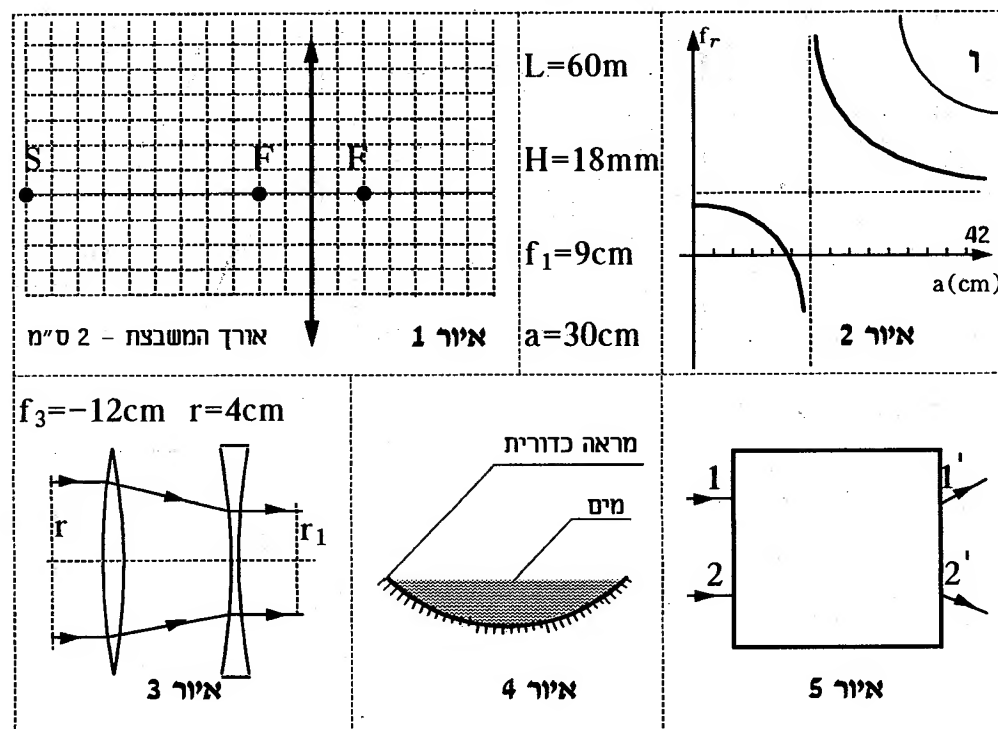 S
F
F
אורך המשבצת - 2 ס״מ
איור 1
L=60m
H=18mm
f₁=9cm
a=30cm
fᵣ
ו
42
a(cm)
איור 2
f₃=-12cm r=4cm
r
r₁
איור 3
מראה כדורית
מים
איור 4
1
1'
2
2'
איור 5